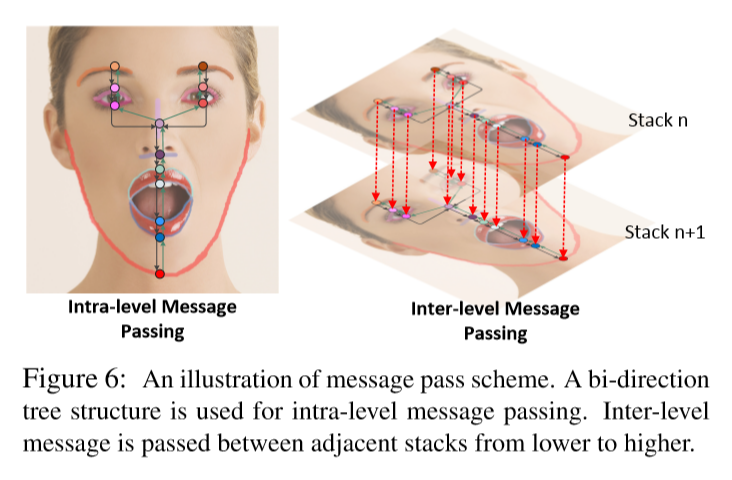 Stack n
Stack n+1
Intra-level Message
Passing
Inter-level Message
Passing
Figure 6: An illustration of message pass scheme. A bi-direction
tree structure is used for intra-level message passing. Inter-level
message is passed between adjacent stacks from lower to higher.